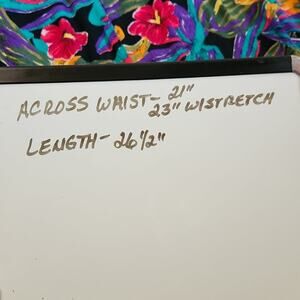 ACROSS WAIST- 21"
23" W/STRETCH
LENGTH- 26 1/2"